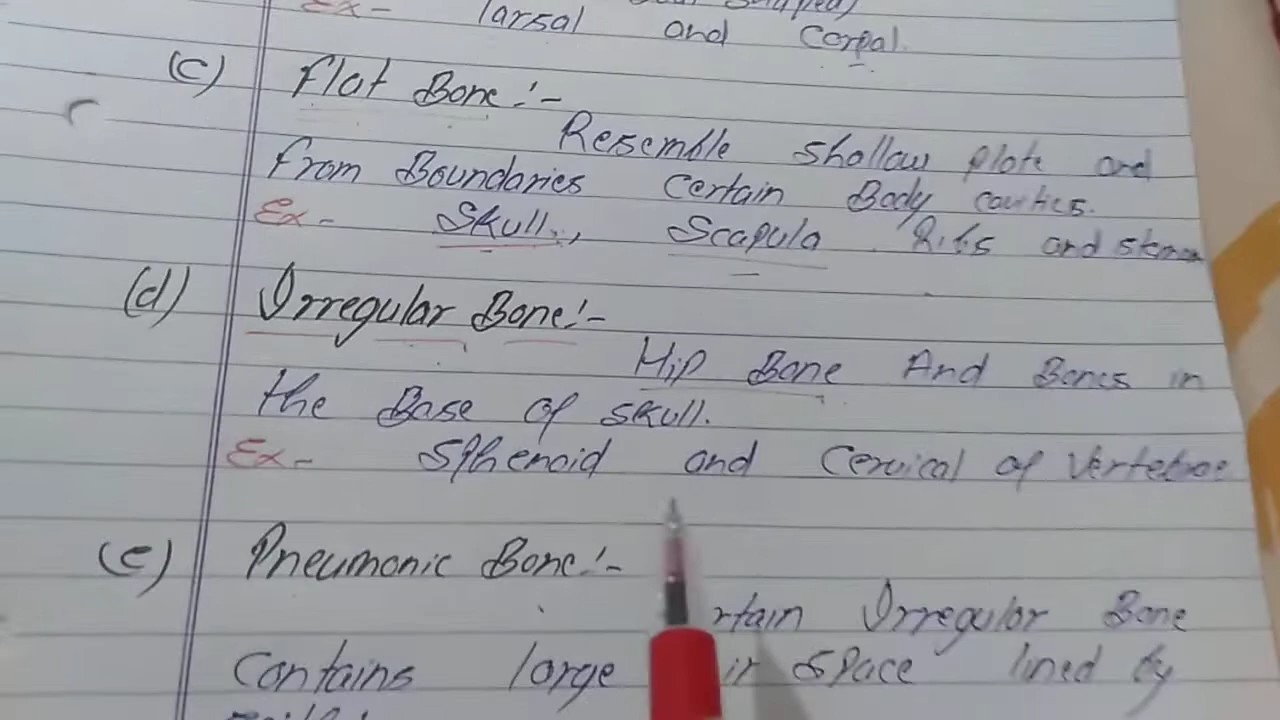 Ex- Tarsal and Carpal.
(c) Flat Bone :-
Resemble shallow plate and
from Boundaries certain Body cavities.
Ex- Skull, Scapula Ribs and
(d) Irregular Bone :-
Hip Bone And Bones in
the Base of skull.
Ex- Sphenoid and Cervical of Vertebrae
(e) Pneumonic Bone :-
rtain Irregular Bone
Contains large ir space lined by